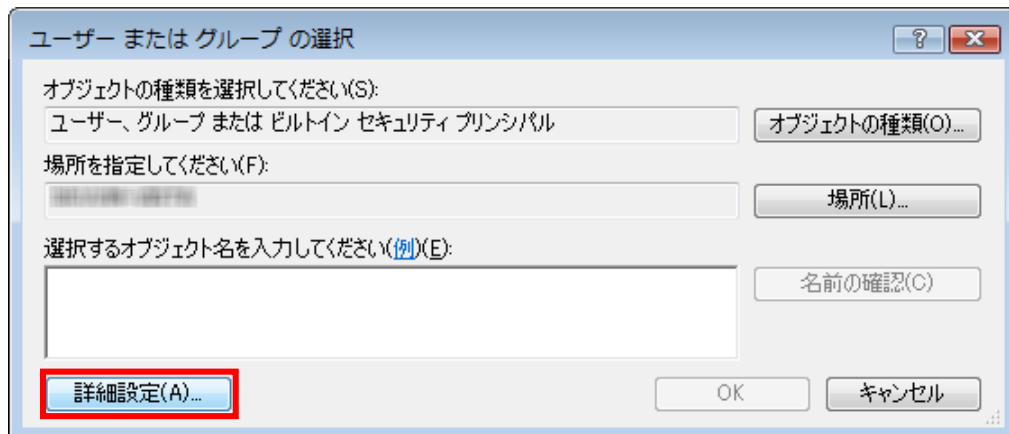 ユーザー または グループ の選択
オブジェクトの種類を選択してください(S):
ユーザー、グループ または ビルトイン セキュリティ プリンシパル
オブジェクトの種類(O)...
場所を指定してください(F):
場所(L)...
選択するオブジェクト名を入力してください(例)(E):
名前の確認(C)
詳細設定(A)...
OK
キャンセル